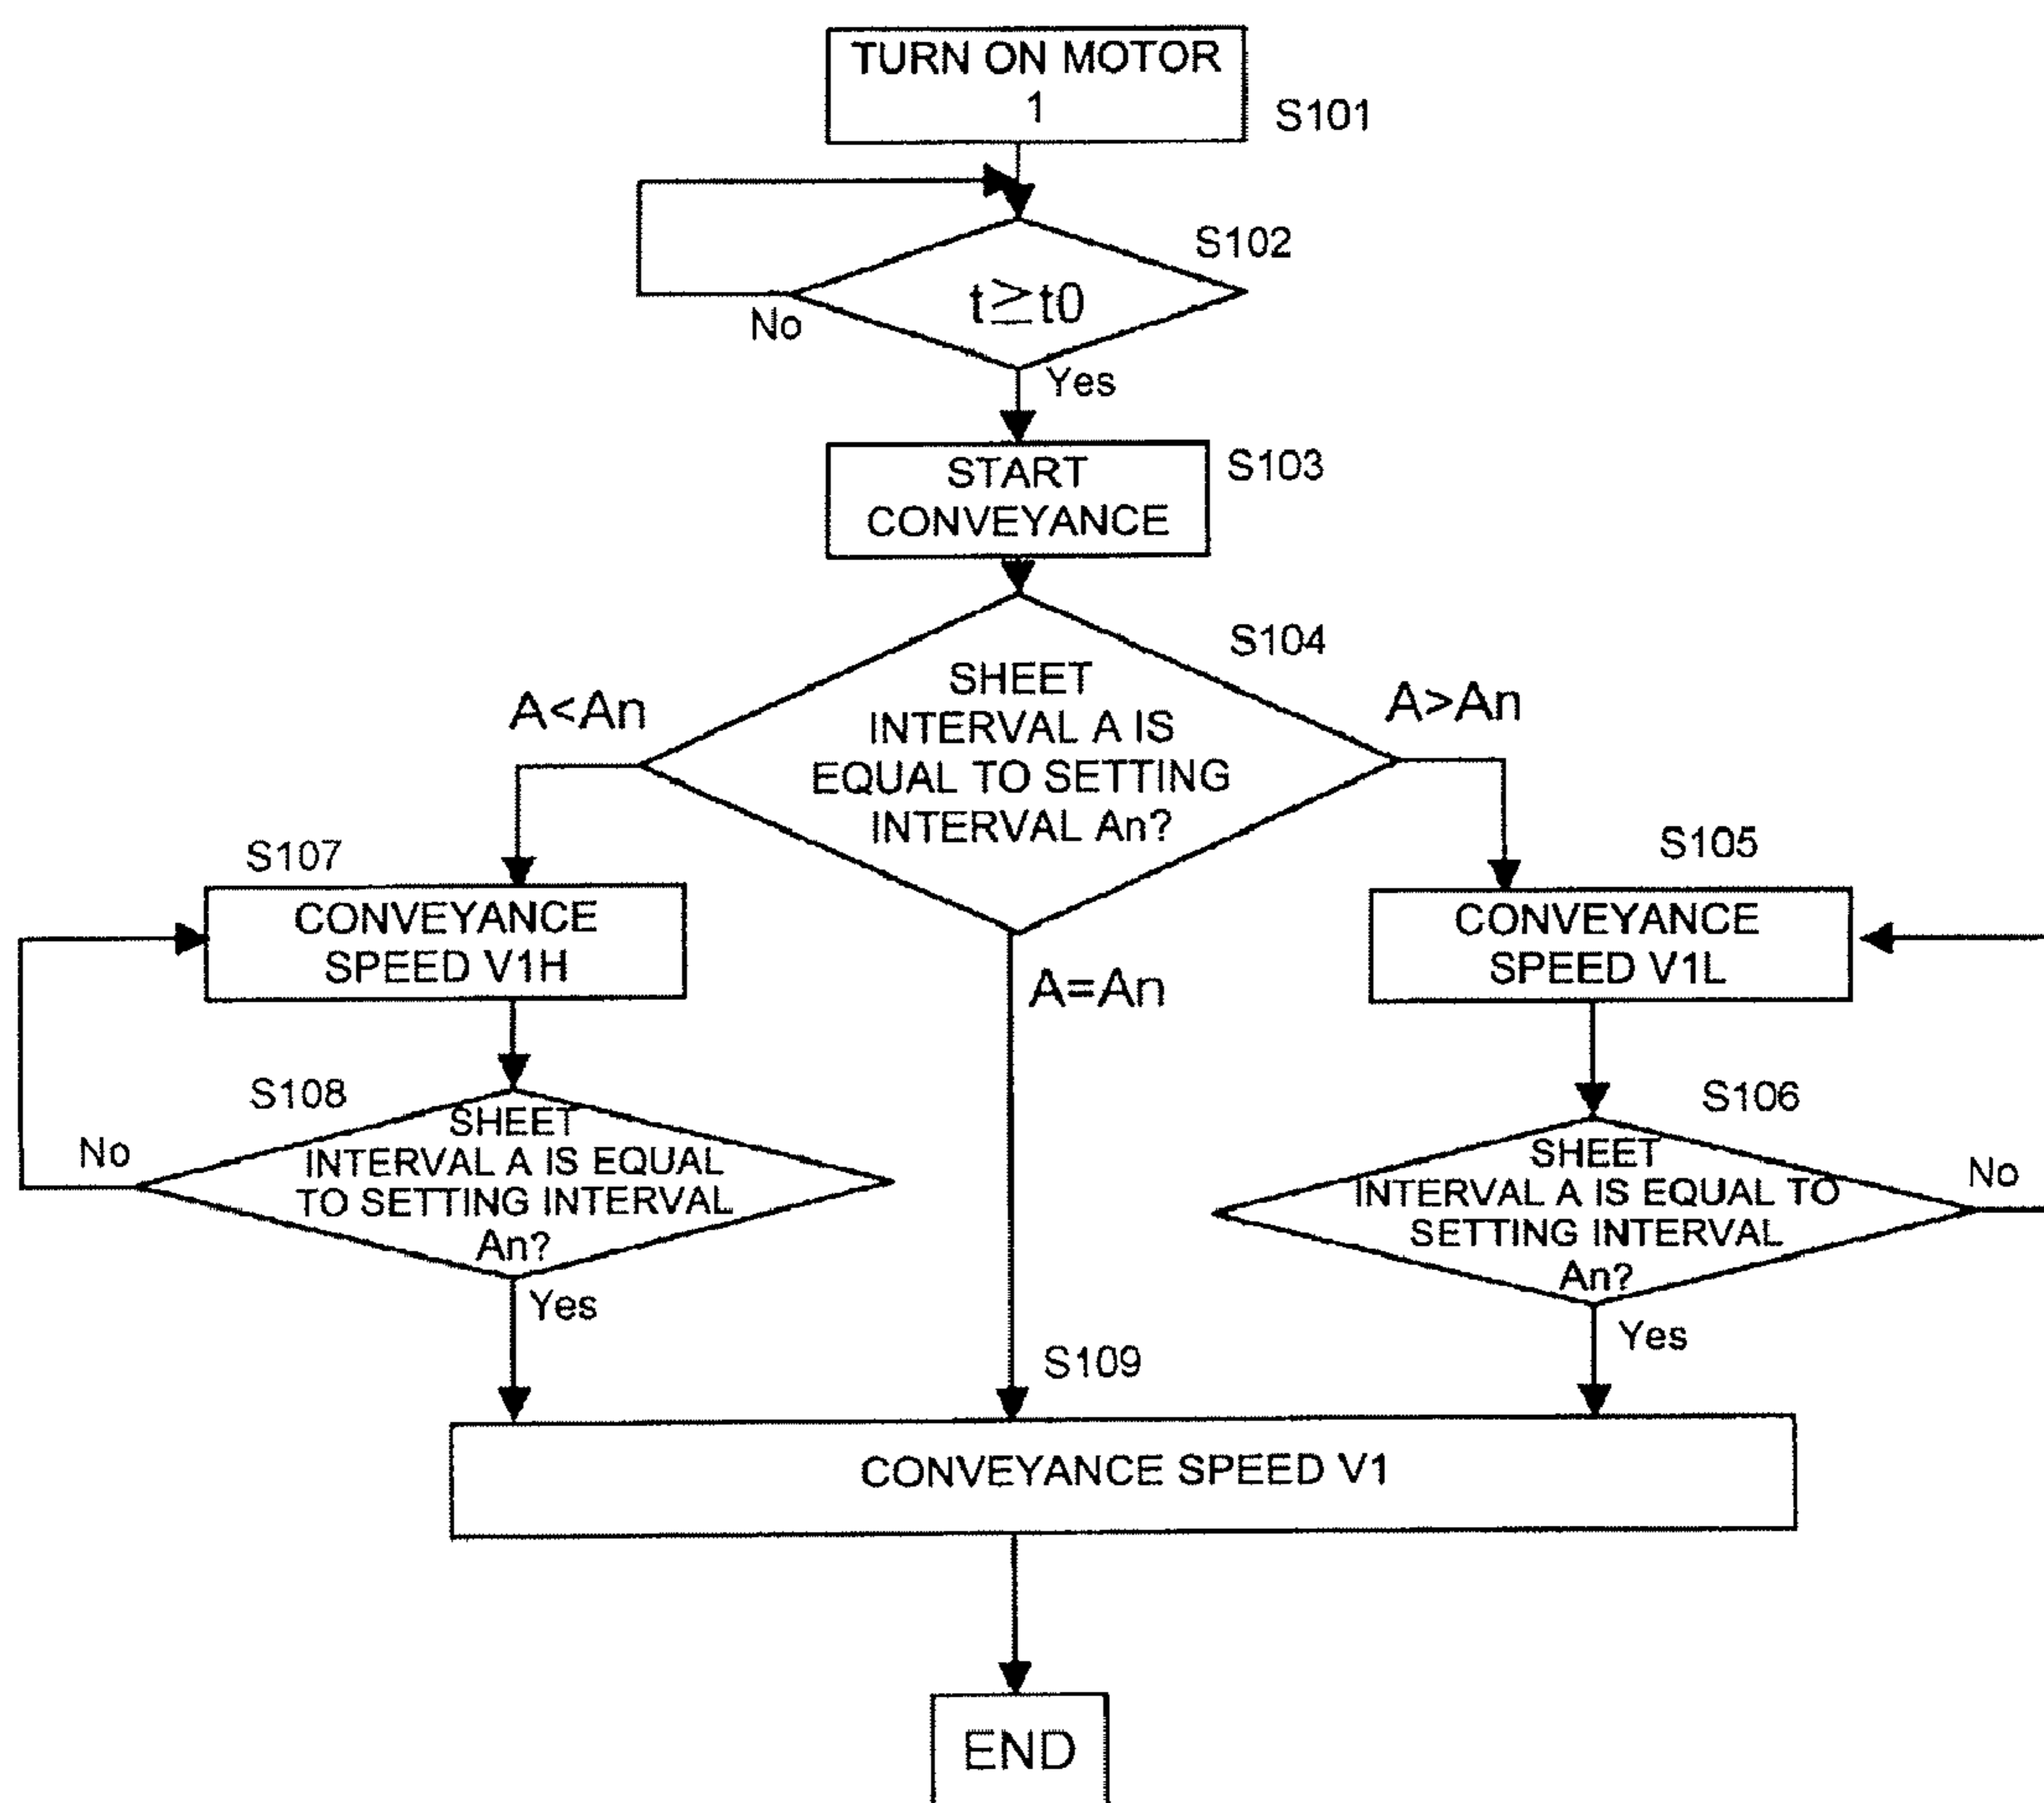 TURN ON MOTOR
1
S101
S102
t≧t0
No
Yes
START
CONVEYANCE
S103
S104
SHEET
INTERVAL A IS
EQUAL TO SETTING
INTERVAL An?
A<An
A>An
A=An
S107
CONVEYANCE
SPEED V1H
S105
CONVEYANCE
SPEED V1L
S108
SHEET
INTERVAL A IS EQUAL
TO SETTING INTERVAL
An?
No
Yes
S106
SHEET
INTERVAL A IS EQUAL TO
SETTING INTERVAL
An?
No
Yes
S109
CONVEYANCE SPEED V1
END